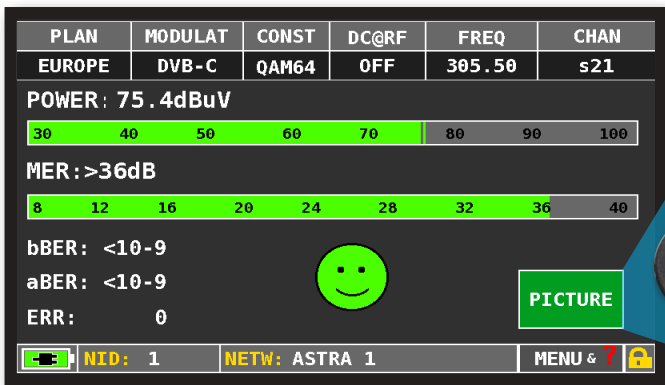 PLAN MODULAT CONST DC@RF FREQ CHAN
EUROPE DVB-C QAM64 OFF 305.50 s21
POWER: 75.4dBuV
30 40 50 60 70 80 90 100
MER:>36dB
8 12 16 20 24 28 32 36 40
bBER: <10-9
aBER: <10-9
PICTURE
ERR: 0
NID: 1 NETW: ASTRA 1 MENU & ?